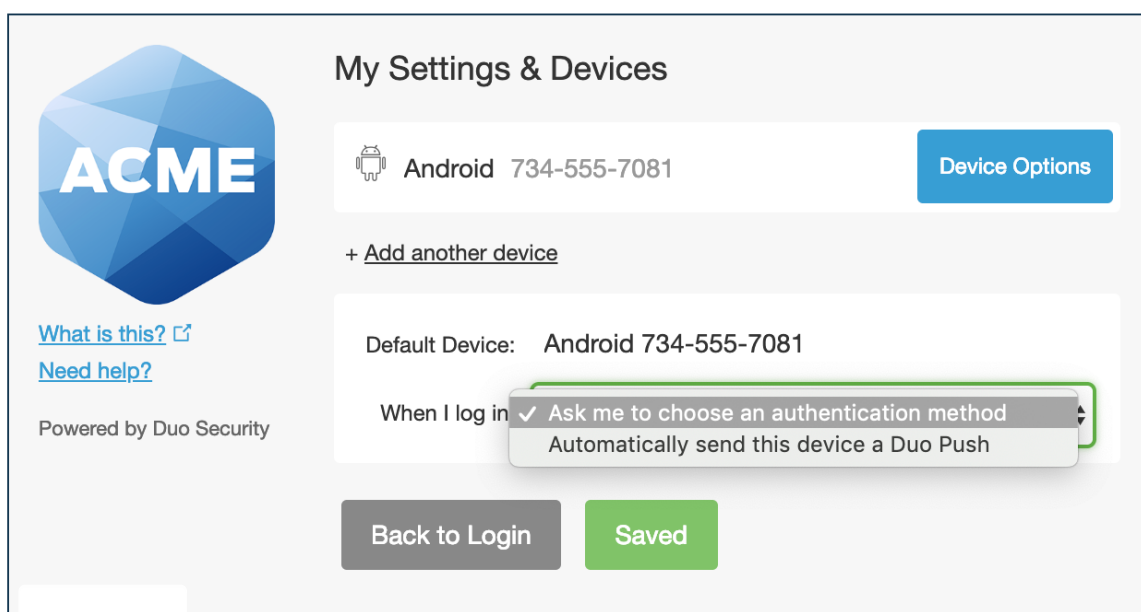 ACME
What is this?
Need help?
Powered by Duo Security
My Settings & Devices
Android 734-555-7081
Device Options
+ Add another device
Default Device: Android 734-555-7081
When I log in
✓ Ask me to choose an authentication method
Automatically send this device a Duo Push
Back to Login
Saved